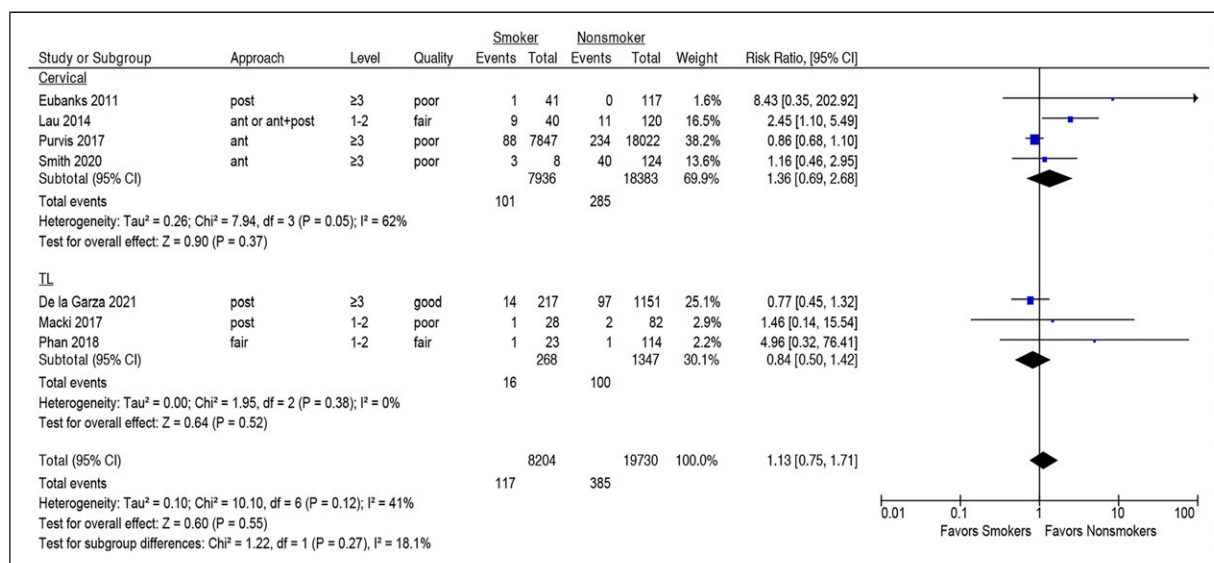 Smoker Nonsmoker
Study or Subgroup Approach Level Quality Events Total Events Total Weight Risk Ratio, [95% CI]
Cervical
Eubanks 2011 post ≥3 poor 1 41 0 117 1.6% 8.43 [0.35, 202.92]
Lau 2014 ant or ant+post 1-2 fair 9 40 11 120 16.5% 2.45 [1.10, 5.49]
Purvis 2017 ant ≥3 poor 88 7847 234 18022 38.2% 0.86 [0.68, 1.10]
Smith 2020 ant ≥3 poor 3 8 40 124 13.6% 1.16 [0.46, 2.95]
Subtotal (95% CI) 7936 18383 69.9% 1.36 [0.69, 2.68]
Total events 101 285
Heterogeneity: Tau² = 0.26; Chi² = 7.94, df = 3 (P = 0.05); I² = 62%
Test for overall effect: Z = 0.90 (P = 0.37)
TL
De la Garza 2021 post ≥3 good 14 217 97 1151 25.1% 0.77 [0.45, 1.32]
Macki 2017 post 1-2 poor 1 28 2 82 2.9% 1.46 [0.14, 15.54]
Phan 2018 fair 1-2 fair 1 23 1 114 2.2% 4.96 [0.32, 76.41]
Subtotal (95% CI) 268 1347 30.1% 0.84 [0.50, 1.42]
Total events 16 100
Heterogeneity: Tau² = 0.00; Chi² = 1.95, df = 2 (P = 0.38); I² = 0%
Test for overall effect: Z = 0.64 (P = 0.52)
Total (95% CI) 8204 19730 100.0% 1.13 [0.75, 1.71]
Total events 117 385
Heterogeneity: Tau² = 0.10; Chi² = 10.10, df = 6 (P = 0.12); I² = 41%
Test for overall effect: Z = 0.60 (P = 0.55)
Test for subgroup differences: Chi² = 1.22, df = 1 (P = 0.27), I² = 18.1%
0.01 0.1 1 10 100
Favors Smokers Favors Nonsmokers